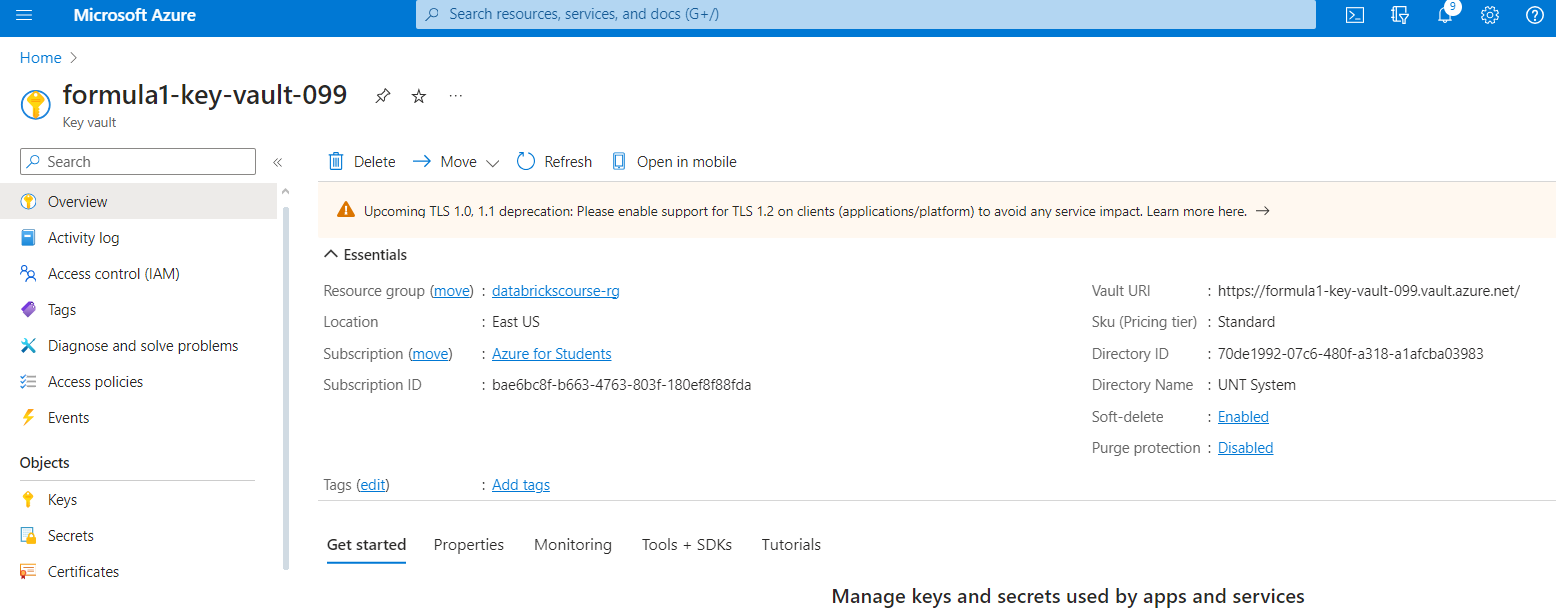 Microsoft Azure
Search resources, services, and docs (G+/)
9
Home
formula1-key-vault-099
Key vault
Search
Overview
Activity log
Access control (IAM)
Tags
Diagnose and solve problems
Access policies
Events
Objects
Keys
Secrets
Certificates
Delete Move Refresh Open in mobile
Upcoming TLS 1.0, 1.1 deprecation: Please enable support for TLS 1.2 on clients (applications/platform) to avoid any service impact. Learn more here.
Essentials
Resource group (move) : databrickscourse-rg
Location : East US
Subscription (move) : Azure for Students
Subscription ID : bae6bc8f-b663-4763-803f-180ef8f88fda
Vault URI : https://formula1-key-vault-099.vault.azure.net/
Sku (Pricing tier) : Standard
Directory ID : 70de1992-07c6-480f-a318-a1afcba03983
Directory Name : UNT System
Soft-delete : Enabled
Purge protection : Disabled
Tags (edit) : Add tags
Get started Properties Monitoring Tools + SDKs Tutorials
Manage keys and secrets used by apps and services